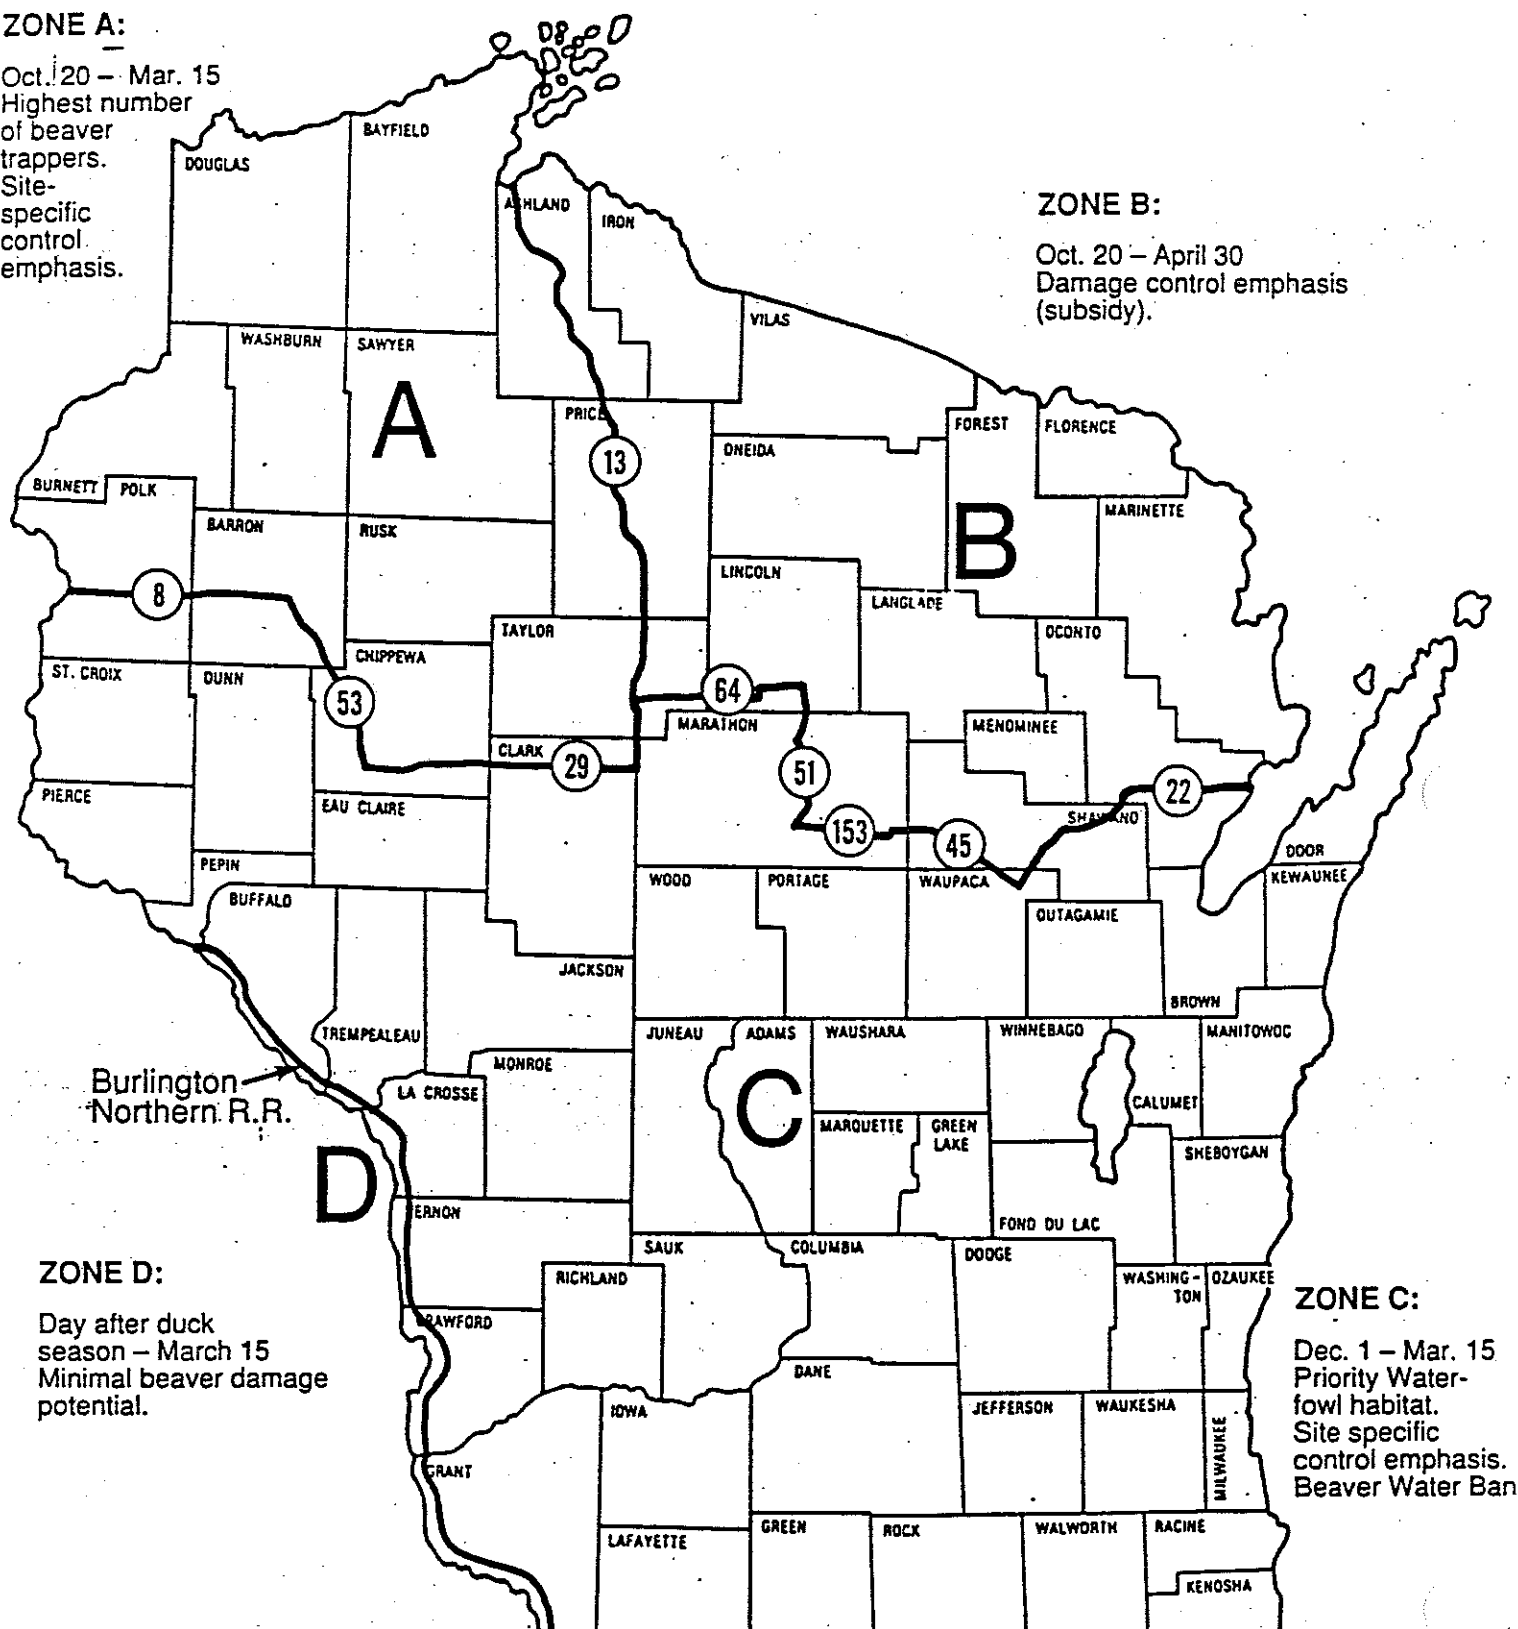 ZONE A:
Oct. 20 – Mar. 15
Highest number
of beaver
trappers.
Site-
specific
control
emphasis.
ZONE B:
Oct. 20 – April 30
Damage control emphasis
(subsidy).
BAYFIELD
DOUGLAS
ASHLAND
IRON
VILAS
WASHBURN
SAWYER
A
PRICE
FOREST
FLORENCE
13
ONEIDA
BURNETT
POLK
BARRON
RUSK
B
MARINETTE
LINCOLN
8
LANGLADE
TAYLOR
OCONTO
ST. CROIX
DUNN
CHIPPEWA
53
64
MARATHON
MENOMINEE
CLARK
29
51
22
PIERCE
EAU CLAIRE
SHAWANO
153
45
DOOR
PEPIN
WOOD
PORTAGE
WAUPACA
KEWAUNEE
BUFFALO
OUTAGAMIE
JACKSON
BROWN
TREMPEALEAU
JUNEAU
ADAMS
WAUSHARA
WINNEBAGO
MANITOWOC
MONROE
Burlington
Northern R.R.
LA CROSSE
C
CALUMET
MARQUETTE
GREEN
LAKE
SHEBOYGAN
D
ERNON
FOND DU LAC
SAUK
COLUMBIA
DODGE
RICHLAND
WASHING-
TON
OZAUKEE
ZONE D:
Day after duck
season – March 15
Minimal beaver damage
potential.
CRAWFORD
ZONE C:
Dec. 1 – Mar. 15
Priority Water-
fowl habitat.
Site specific
control emphasis.
Beaver Water Ban
DANE
IOWA
JEFFERSON
WAUKESHA
MILWAUKEE
GRANT
LAFAYETTE
GREEN
ROCK
WALWORTH
RACINE
KENOSHA